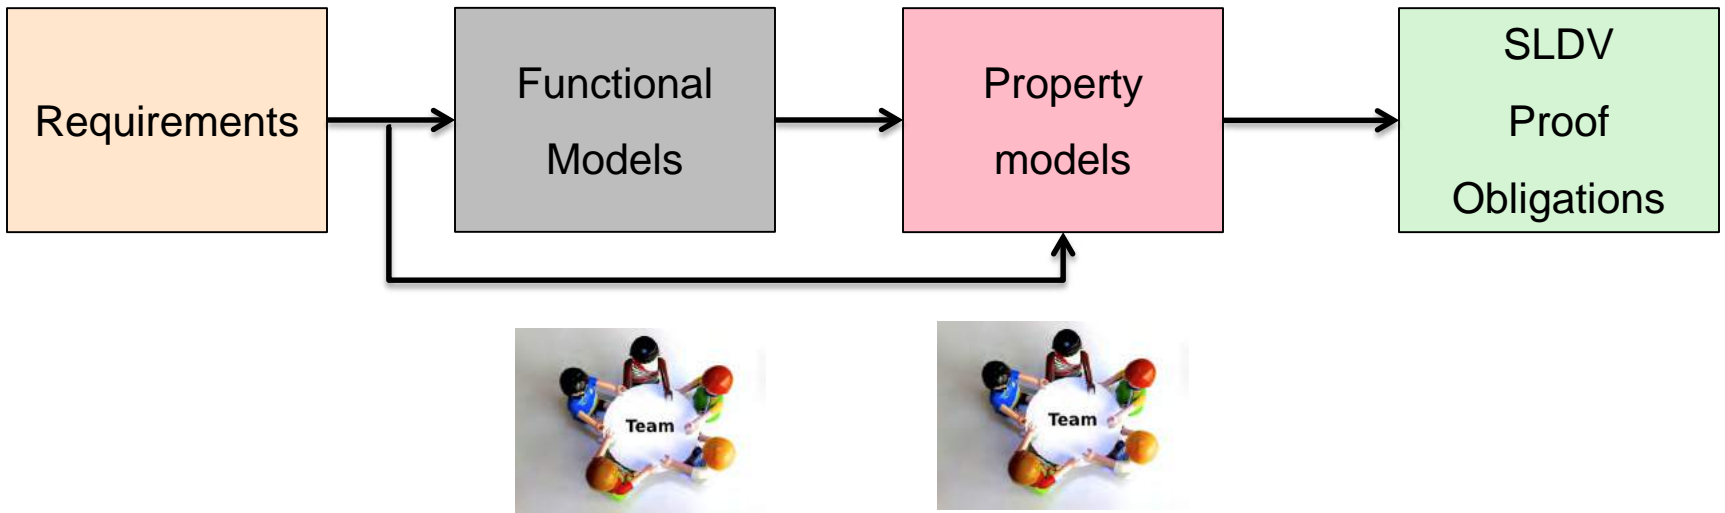 Requirements
Functional
Models
Property
models
SLDV
Proof
Obligations
Team
Team